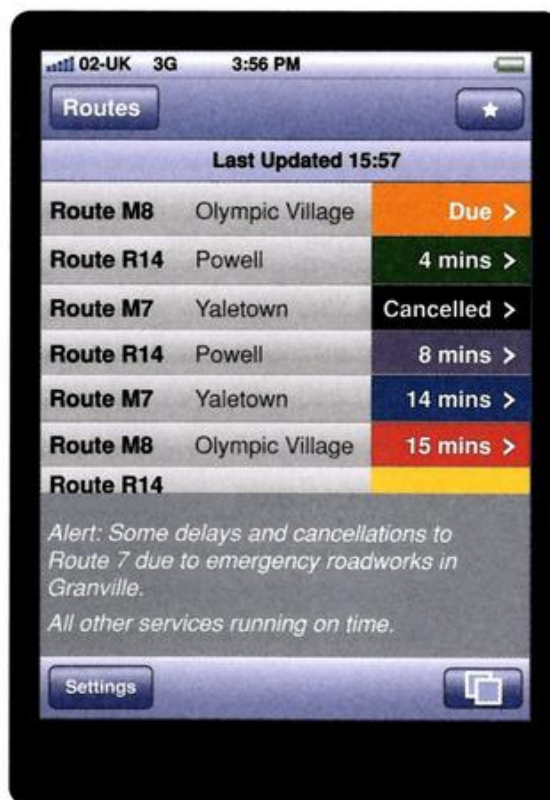 02-UK 3G 3:56 PM
Routes
Last Updated 15:57
Route M8 Olympic Village Due >
Route R14 Powell 4 mins >
Route M7 Yaletown Cancelled >
Route R14 Powell 8 mins >
Route M7 Yaletown 14 mins >
Route M8 Olympic Village 15 mins >
Route R14
Alert: Some delays and cancellations to
Route 7 due to emergency roadworks in
Granville.
All other services running on time.
Settings